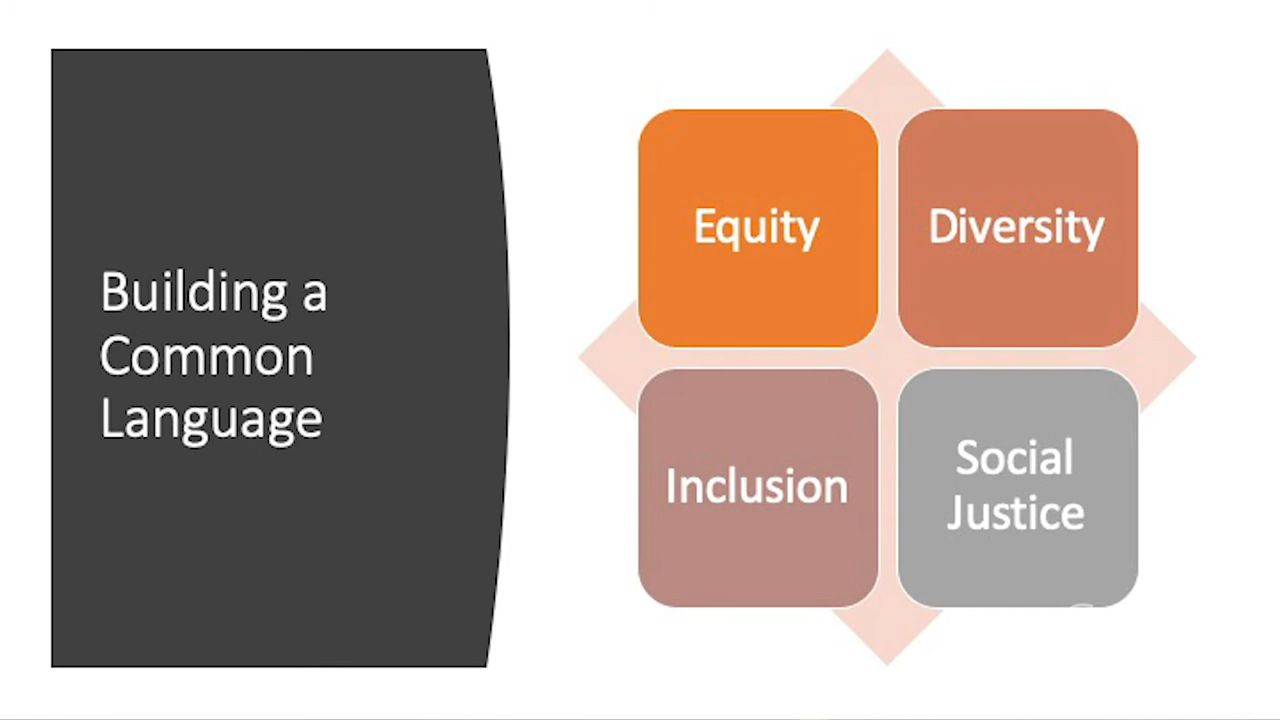 Building a
Common
Language
Equity
Diversity
Inclusion
Social
Justice